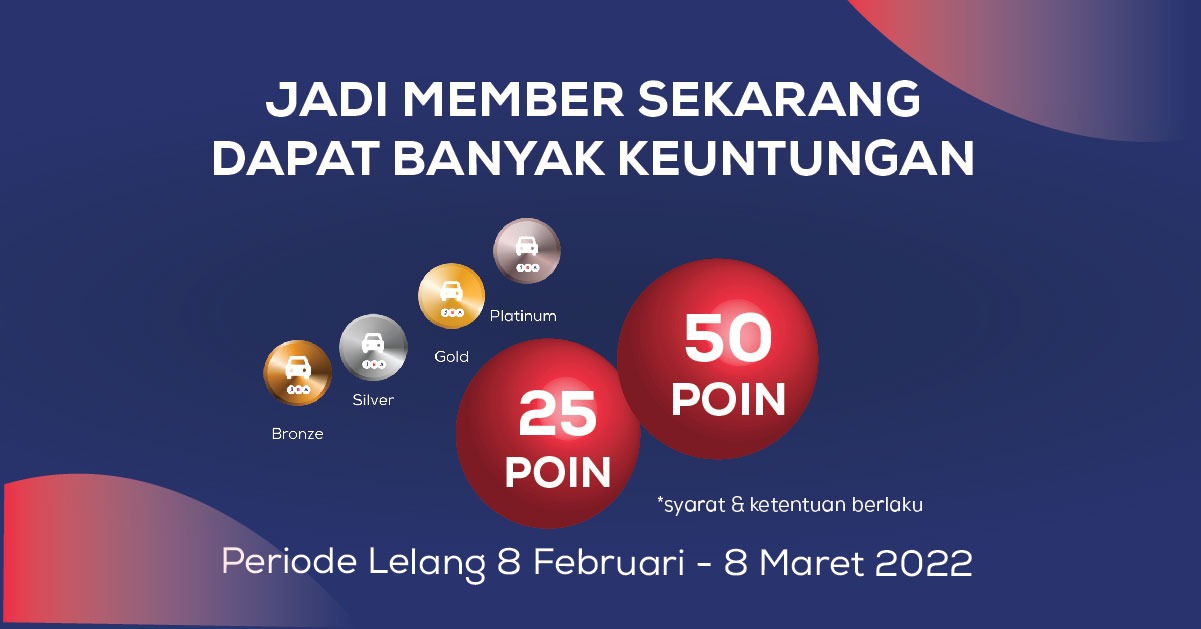 JADI MEMBER SEKARANG
DAPAT BANYAK KEUNTUNGAN
Platinum
Gold
Silver
Bronze
50
POIN
25
POIN
*syarat & ketentuan berlaku
Periode Lelang 8 Februari - 8 Maret 2022